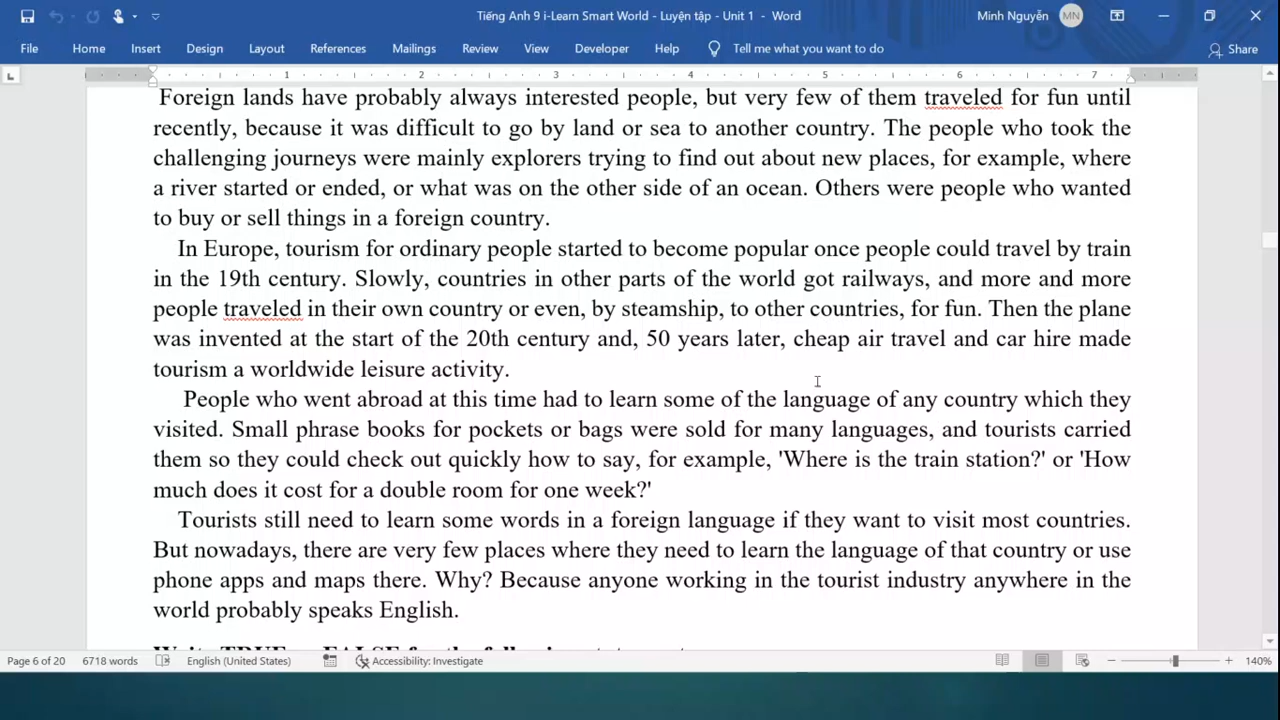 Tiếng Anh 9 i-Learn Smart World - Luyện tập - Unit 1 - Word
Minh Nguyễn MN
File Home Insert Design Layout References Mailings Review View Developer Help Tell me what you want to do Share
1 2 3 4 5 6 7
Foreign lands have probably always interested people, but very few of them traveled for fun until
recently, because it was difficult to go by land or sea to another country. The people who took the
challenging journeys were mainly explorers trying to find out about new places, for example, where
a river started or ended, or what was on the other side of an ocean. Others were people who wanted
to buy or sell things in a foreign country.
In Europe, tourism for ordinary people started to become popular once people could travel by train
in the 19th century. Slowly, countries in other parts of the world got railways, and more and more
people traveled in their own country or even, by steamship, to other countries, for fun. Then the plane
was invented at the start of the 20th century and, 50 years later, cheap air travel and car hire made
tourism a worldwide leisure activity.
People who went abroad at this time had to learn some of the language of any country which they
visited. Small phrase books for pockets or bags were sold for many languages, and tourists carried
them so they could check out quickly how to say, for example, 'Where is the train station?' or 'How
much does it cost for a double room for one week?'
Tourists still need to learn some words in a foreign language if they want to visit most countries.
But nowadays, there are very few places where they need to learn the language of that country or use
phone apps and maps there. Why? Because anyone working in the tourist industry anywhere in the
world probably speaks English.
Page 6 of 20 6718 words English (United States) Accessibility: Investigate 140%